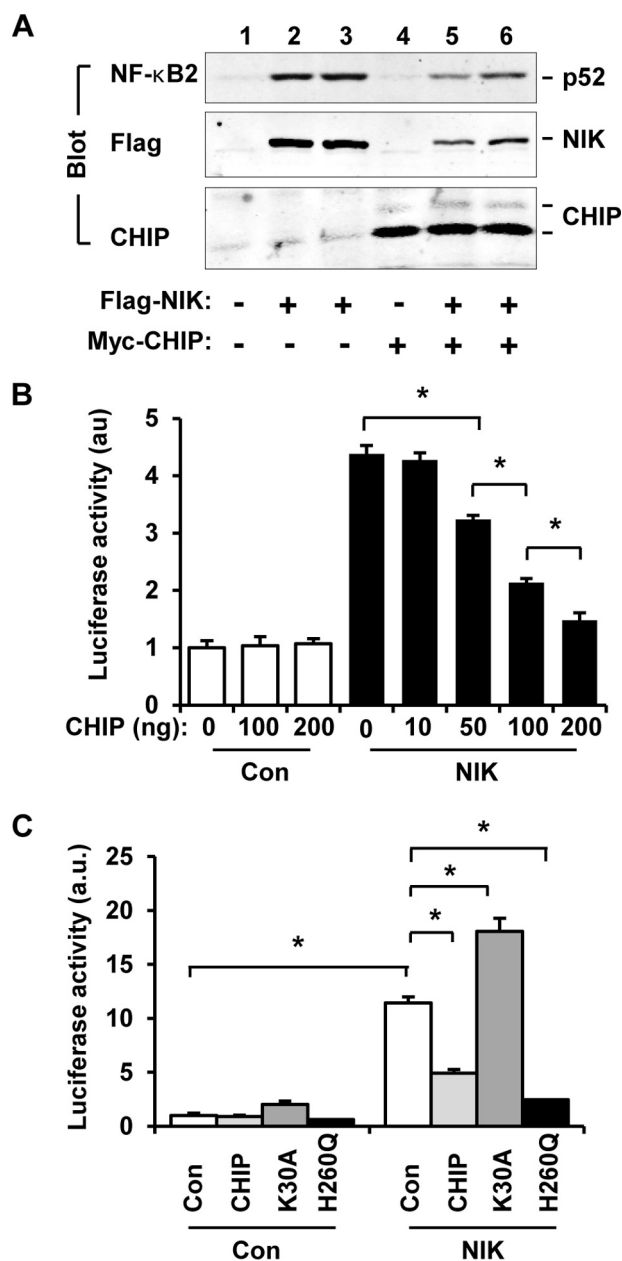 A
1 2 3 4 5 6
Blot
NF-κB2
p52
Flag
NIK
CHIP
CHIP
Flag-NIK: - + + - + +
Myc-CHIP: - - - + + +
B
Luciferase activity (au)
5
4
3
2
1
0
* * *
CHIP (ng): 0 100 200 0 10 50 100 200
Con NIK
C
Luciferase activity (a.u.)
25
20
15
10
5
0
* * * *
Con CHIP K30A H260Q Con CHIP K30A H260Q
Con NIK